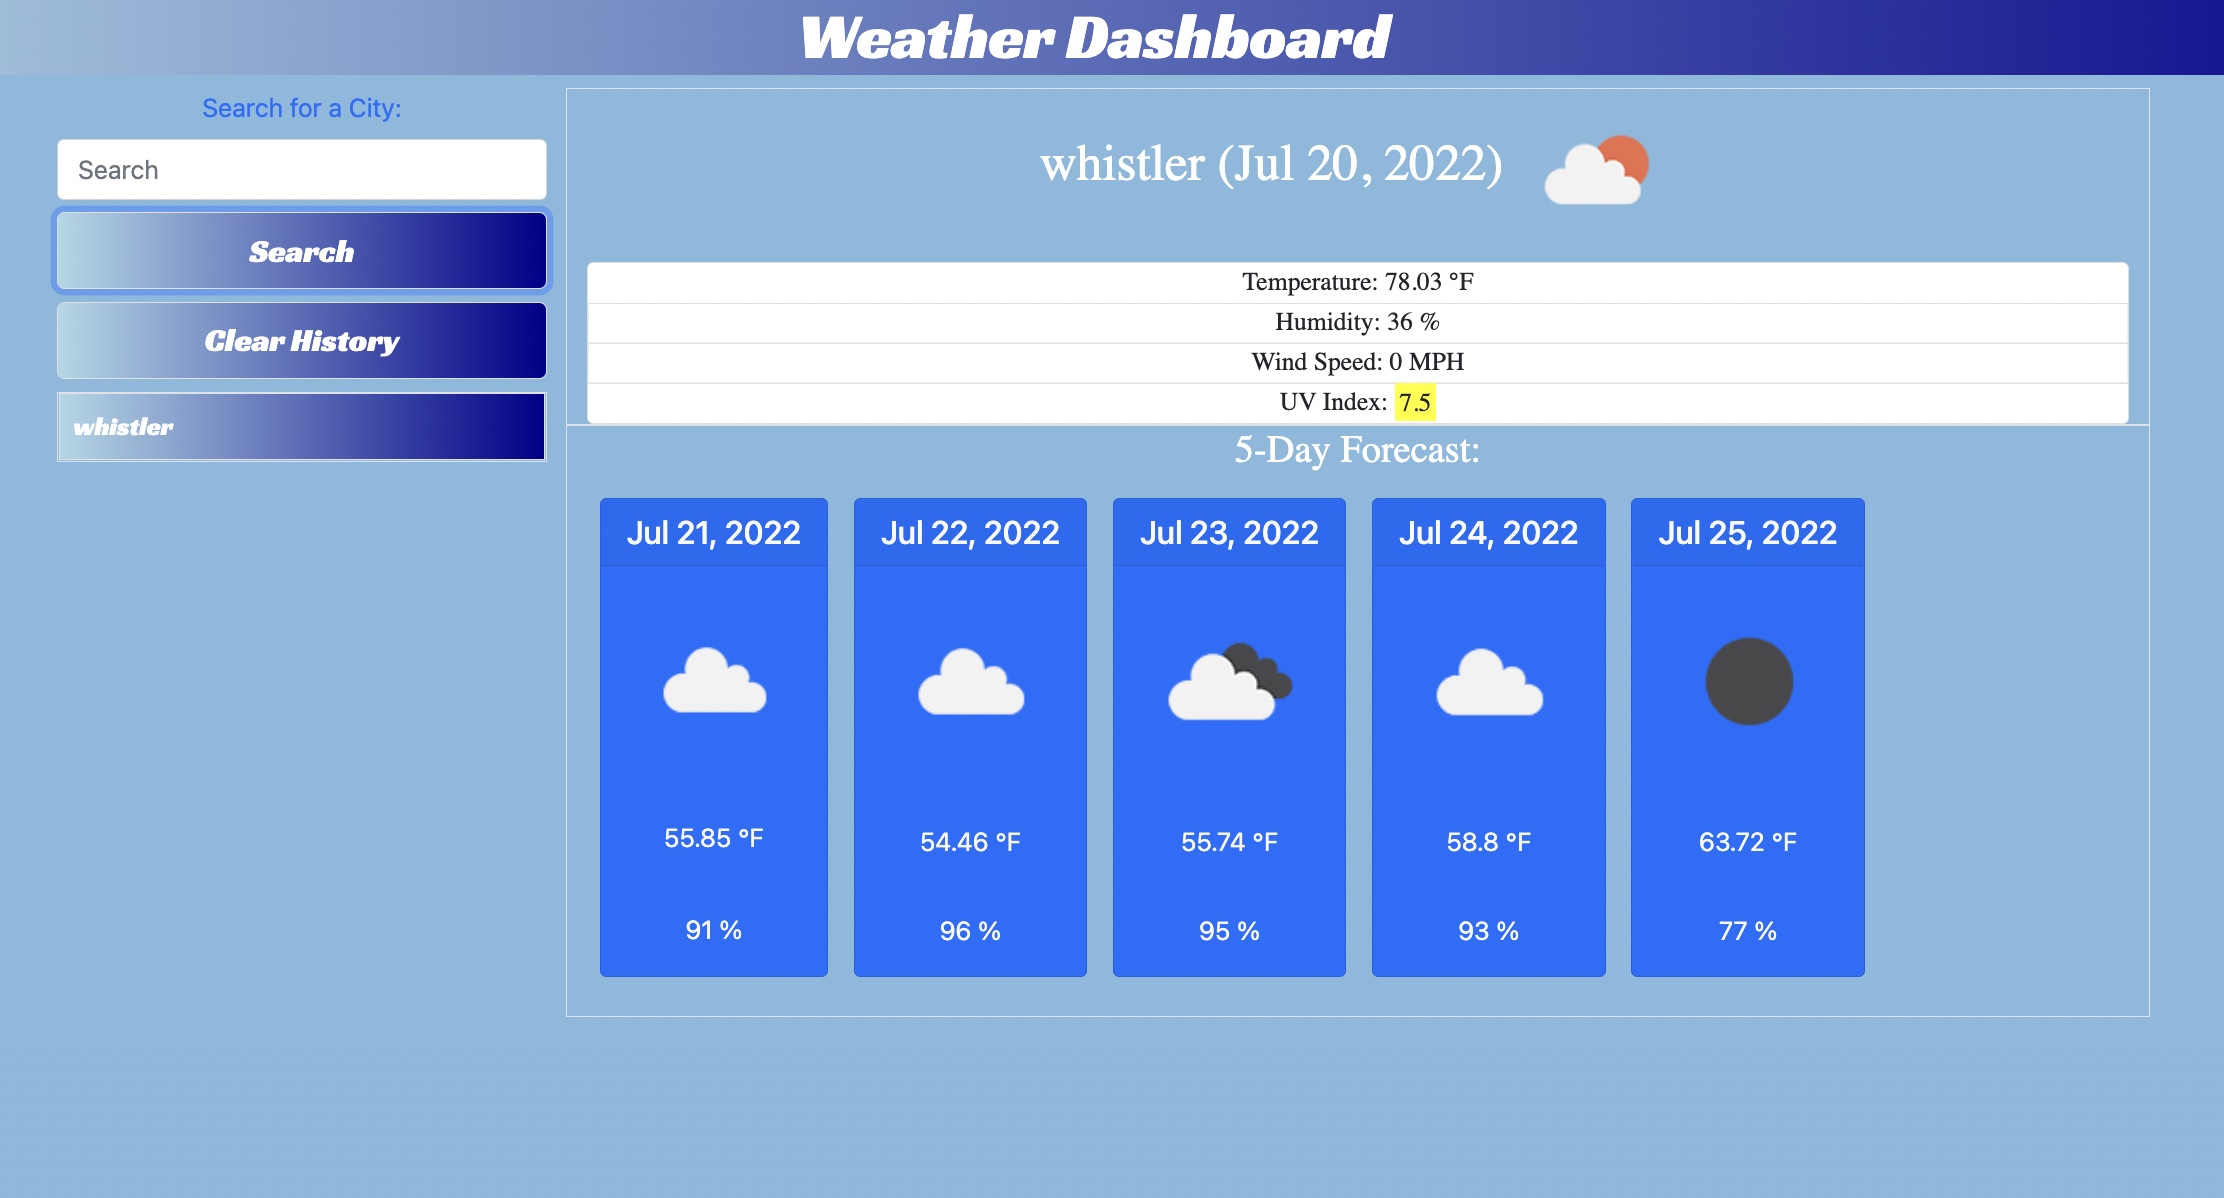 Weather Dashboard
Search for a City:
Search
Search
Clear History
whistler
whistler (Jul 20, 2022)
Temperature: 78.03 °F
Humidity: 36 %
Wind Speed: 0 MPH
UV Index: 7.5
5-Day Forecast:
Jul 21, 2022
55.85 °F
91 %
Jul 22, 2022
54.46 °F
96 %
Jul 23, 2022
55.74 °F
95 %
Jul 24, 2022
58.8 °F
93 %
Jul 25, 2022
63.72 °F
77 %